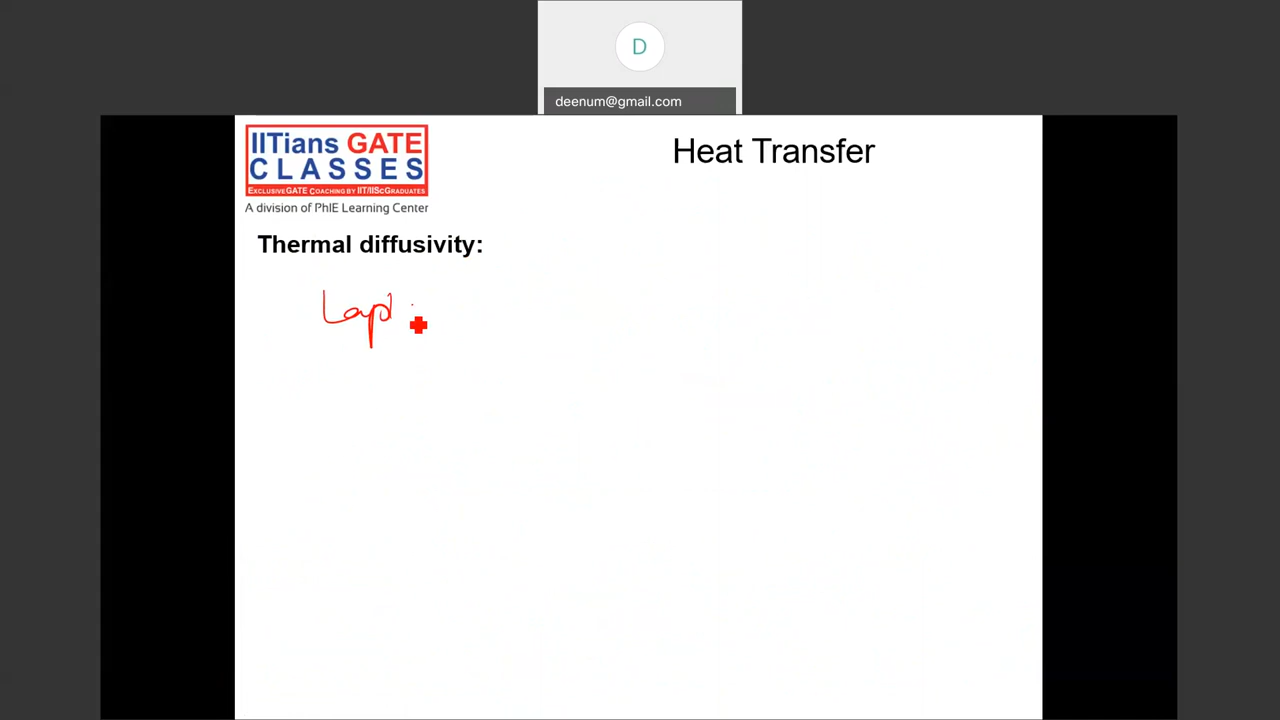 D
deenum@gmail.com
IITians GATE
CLASSES
EXCLUSIVE GATE COACHING BY IIT/IISc GRADUATES
A division of PhIE Learning Center
Heat Transfer
Thermal diffusivity: